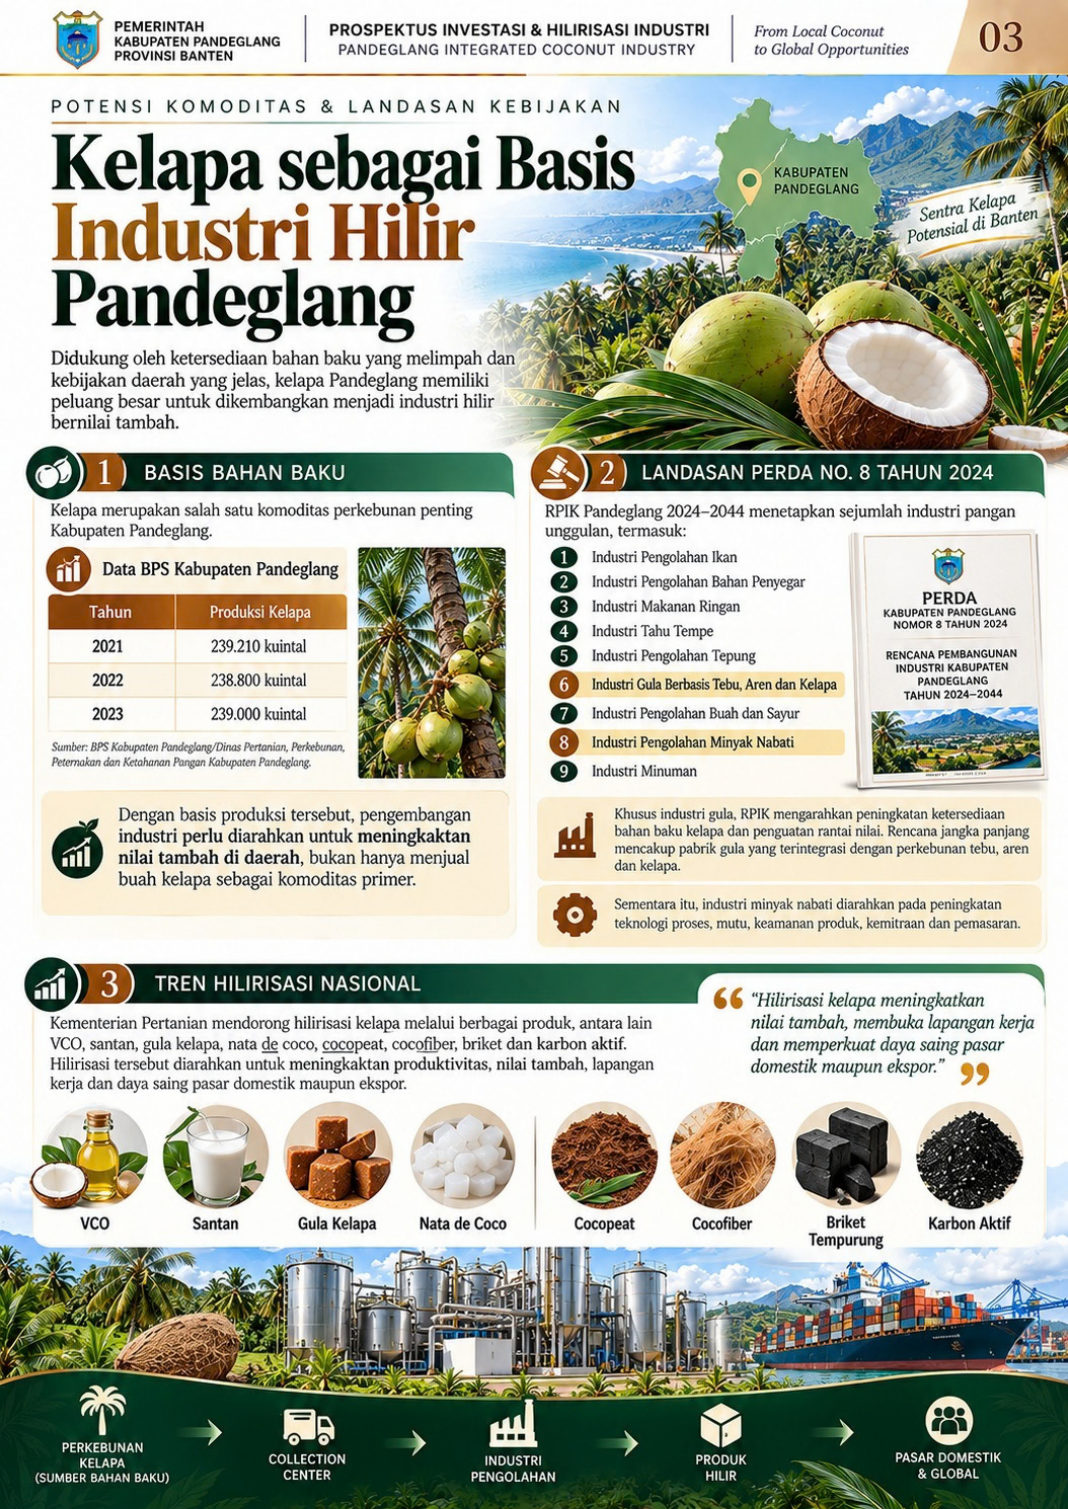 PEMERINTAH
KABUPATEN PANDEGLANG
PROVINSI BANTEN
PROSPEKTUS INVESTASI & HILIRISASI INDUSTRI
PANDEGLANG INTEGRATED COCONUT INDUSTRY
From Local Coconut
to Global Opportunities
03
POTENSI KOMODITAS & LANDASAN KEBIJAKAN
Kelapa sebagai Basis
Industri Hilir
Pandeglang
Didukung oleh ketersediaan bahan baku yang melimpah dan
kebijakan daerah yang jelas, kelapa Pandeglang memiliki
peluang besar untuk dikembangkan menjadi industri hilir
bernilai tambah.
KABUPATEN
PANDEGLANG
Sentra Kelapa
Potensial di Banten
1 BASIS BAHAN BAKU
Kelapa merupakan salah satu komoditas perkebunan penting
Kabupaten Pandeglang.
Data BPS Kabupaten Pandeglang
Tahun Produksi Kelapa
2021 239.210 kuintal
2022 238.800 kuintal
2023 239.000 kuintal
Sumber: BPS Kabupaten Pandeglang/Dinas Pertanian, Perkebunan,
Peternakan dan Ketahanan Pangan Kabupaten Pandeglang.
Dengan basis produksi tersebut, pengembangan
industri perlu diarahkan untuk meningkaktan
nilai tambah di daerah, bukan hanya menjual
buah kelapa sebagai komoditas primer.
2 LANDASAN PERDA NO. 8 TAHUN 2024
RPIK Pandeglang 2024–2044 menetapkan sejumlah industri pangan
unggulan, termasuk:
1 Industri Pengolahan Ikan
2 Industri Pengolahan Bahan Penyegar
3 Industri Makanan Ringan
4 Industri Tahu Tempe
5 Industri Pengolahan Tepung
6 Industri Gula Berbasis Tebu, Aren dan Kelapa
7 Industri Pengolahan Buah dan Sayur
8 Industri Pengolahan Minyak Nabati
9 Industri Minuman
PERDA
KABUPATEN PANDEGLANG
NOMOR 8 TAHUN 2024
RENCANA PEMBANGUNAN
INDUSTRI KABUPATEN
PANDEGLANG
TAHUN 2024–2044
Khusus industri gula, RPIK mengarahkan peningkatan ketersediaan
bahan baku kelapa dan penguatan rantai nilai. Rencana jangka panjang
mencakup pabrik gula yang terintegrasi dengan perkebunan tebu, aren
dan kelapa.
Sementara itu, industri minyak nabati diarahkan pada peningkatan
teknologi proses, mutu, keamanan produk, kemitraan dan pemasaran.
3 TREN HILIRISASI NASIONAL
Kementerian Pertanian mendorong hilirisasi kelapa melalui berbagai produk, antara lain
VCO, santan, gula kelapa, nata de coco, cocopeat, cocofiber, briket dan karbon aktif.
Hilirisasi tersebut diarahkan untuk meningkaktan produktivitas, nilai tambah, lapangan
kerja dan daya saing pasar domestik maupun ekspor.
“Hilirisasi kelapa meningkatkan
nilai tambah, membuka lapangan kerja
dan memperkuat daya saing pasar
domestik maupun ekspor.”
VCO
Santan
Gula Kelapa
Nata de Coco
Cocopeat
Cocofiber
Briket
Tempurung
Karbon Aktif
PERKEBUNAN
KELAPA
(SUMBER BAHAN BAKU)
COLLECTION
CENTER
INDUSTRI
PENGOLAHAN
PRODUK
HILIR
PASAR DOMESTIK
& GLOBAL